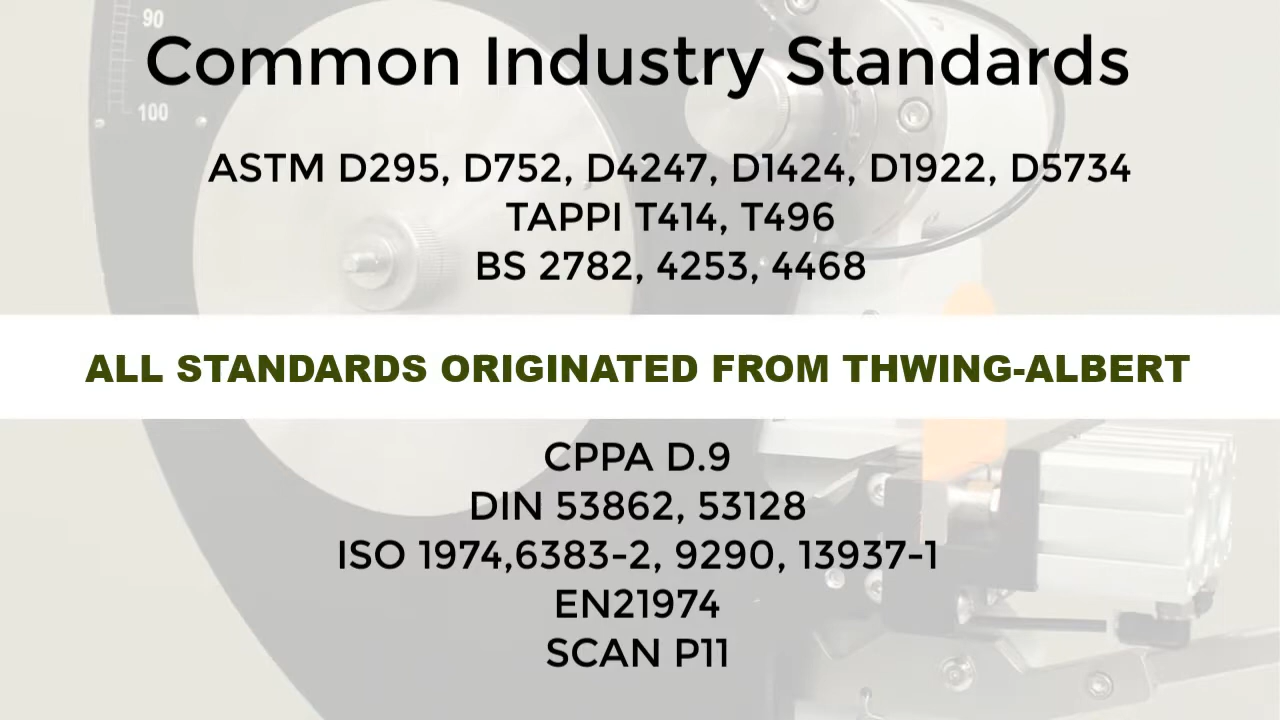 90
100
Common Industry Standards
ASTM D295, D752, D4247, D1424, D1922, D5734
TAPPI T414, T496
BS 2782, 4253, 4468
ALL STANDARDS ORIGINATED FROM THWING-ALBERT
CPPA D.9
DIN 53862, 53128
ISO 1974,6383-2, 9290, 13937-1
EN21974
SCAN P11